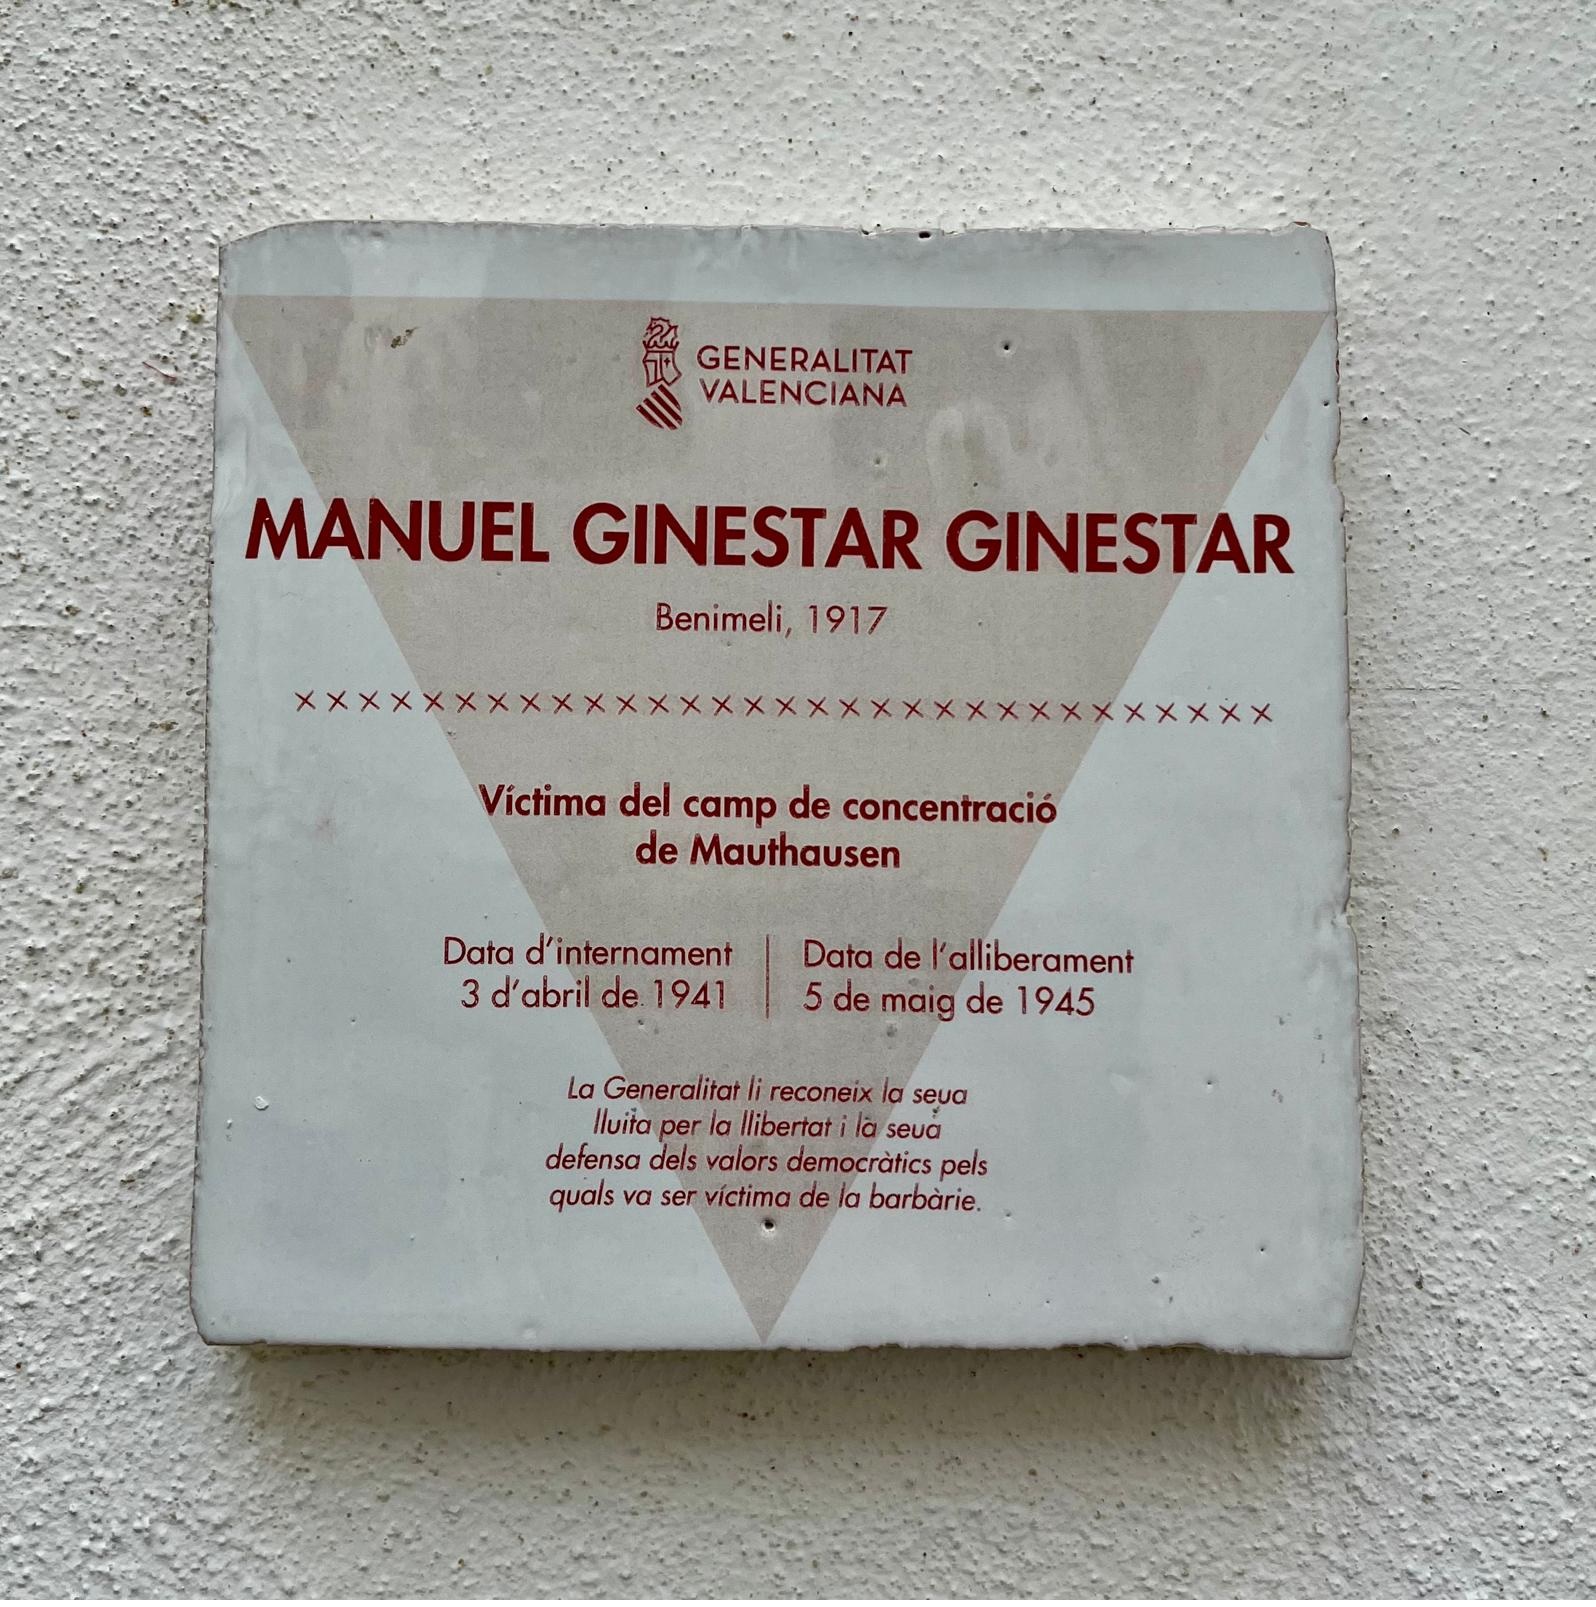 GENERALITAT
VALENCIANA
MANUEL GINESTAR GINESTAR
Benimeli, 1917
×××××××××××××××××××××××××××××××
Víctima del camp de concentració
de Mauthausen
Data d'internament
3 d'abril de 1941
Data de l'alliberament
5 de maig de 1945
La Generalitat li reconeix la seua
lluita per la llibertat i la seua
defensa dels valors democràtics pels
quals va ser víctima de la barbàrie.